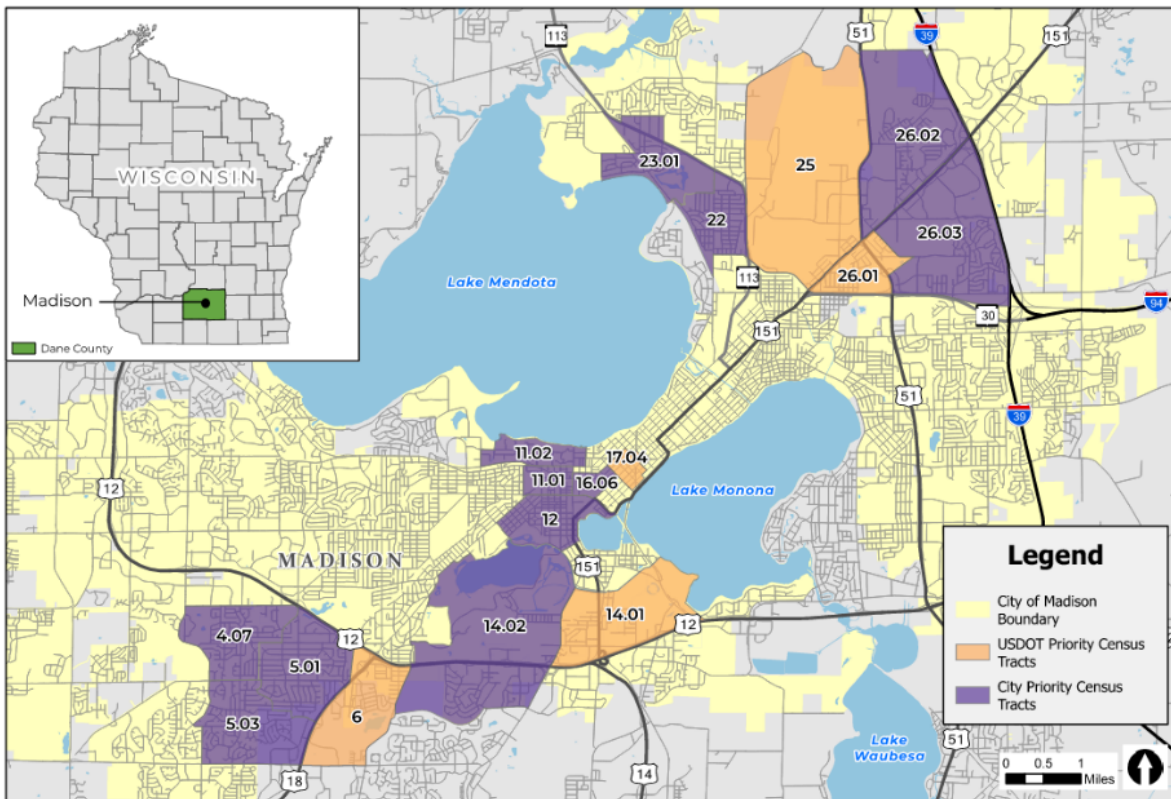 WISCONSIN
Madison
Dane County
113
51
39
151
26.02
23.01
25
22
26.03
Lake Mendota
113
26.01
94
30
151
51
39
11.02
17.04
11.01
16.06
12
Lake Monona
12
MADISON
151
14.02
14.01
12
4.07
12
5.01
6
5.03
18
14
Lake
Waubesa
51
Legend
City of Madison
Boundary
USDOT Priority Census
Tracts
City Priority Census
Tracts
0 0.5 1
Miles